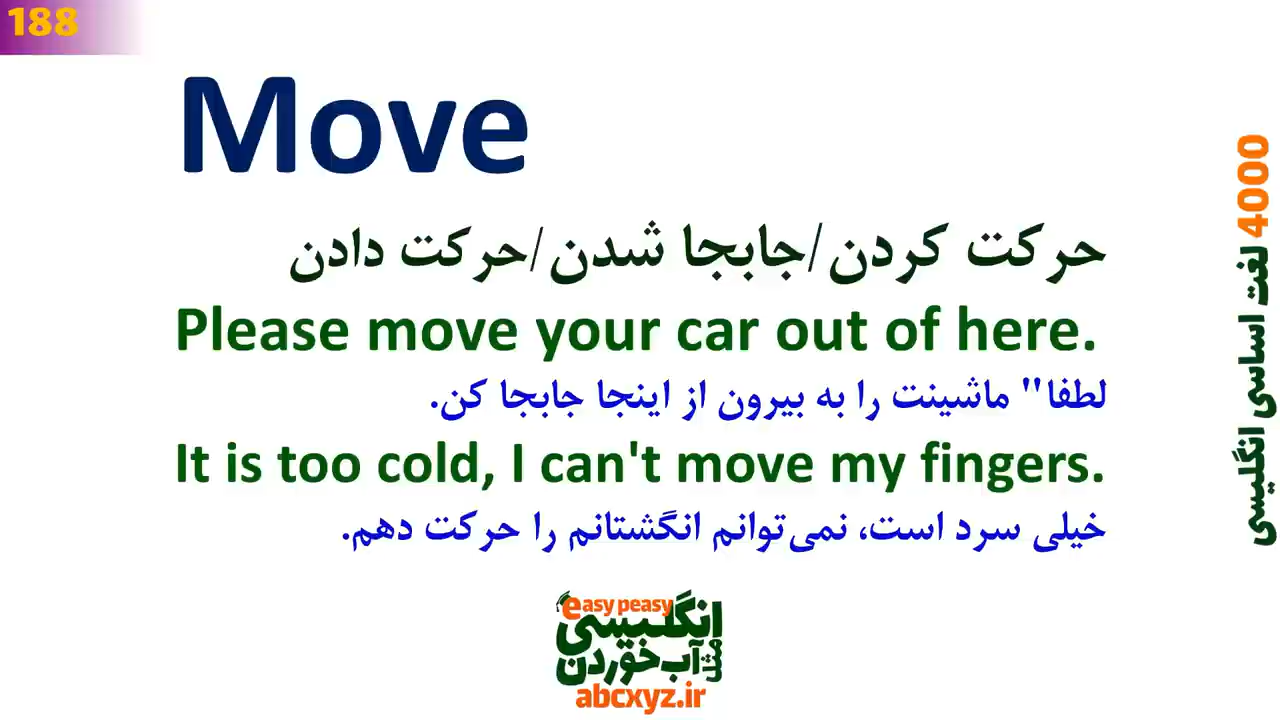 188
Move
حرکت کردن/جابجا شدن/حرکت دادن
Please move your car out of here.
لطفا" ماشینت را به بیرون از اینجا جابجا کن.
It is too cold, I can't move my fingers.
خیلی سرد است، نمی‌توانم انگشتانم را حرکت دهم.
4000 لغت اساسی انگلیسی
easy peasy
انگلیسی
مثل آب خوردن
abcxyz.ir